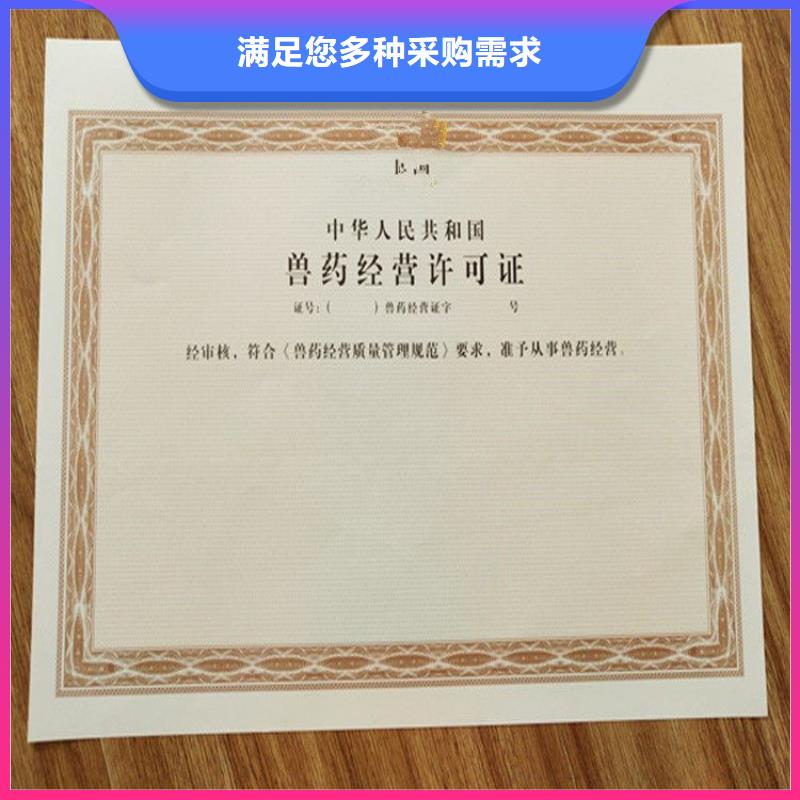 满足您多种采购需求
中华人民共和国
兽药经营许可证
证号:(　　　)兽药经营证字　　　号
经审核，符合《兽药经营质量管理规范》要求，准予从事兽药经营。